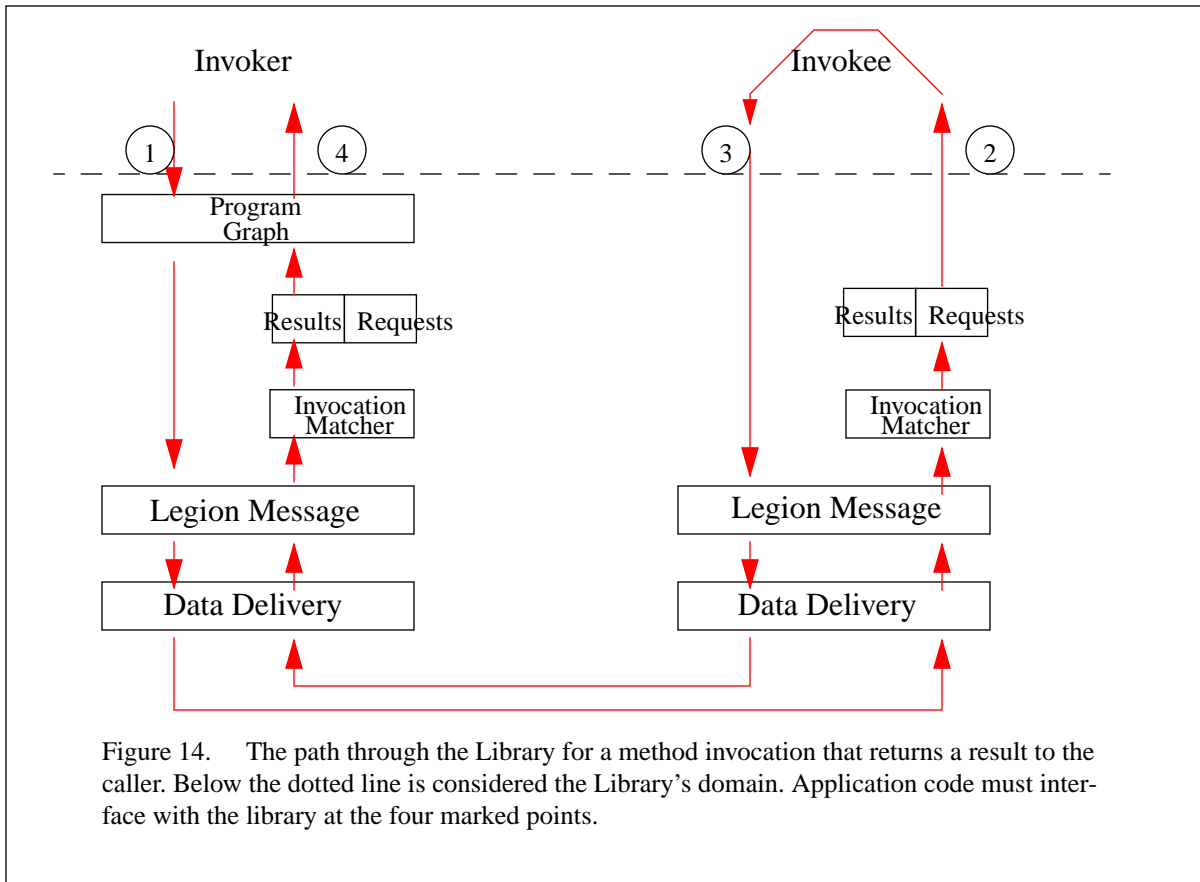 Invoker
Invokee
1
4
3
2
Program
Graph
Results Requests
Results Requests
Invocation
Matcher
Invocation
Matcher
Legion Message
Legion Message
Data Delivery
Data Delivery
Figure 14. The path through the Library for a method invocation that returns a result to the
caller. Below the dotted line is considered the Library’s domain. Application code must inter-
face with the library at the four marked points.